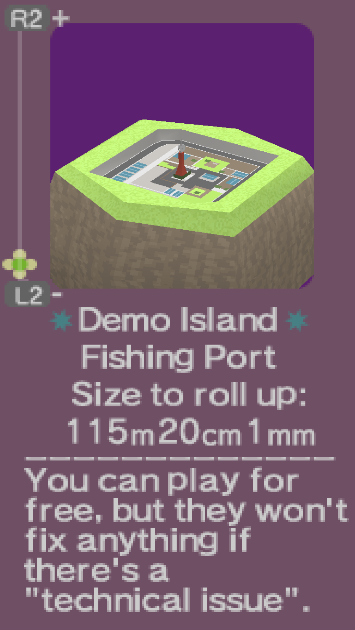 R2 +
L2 -
Demo Island
Fishing Port
Size to roll up:
115m20cm1mm
You can play for
free, but they won't
fix anything if
there's a
"technical issue".